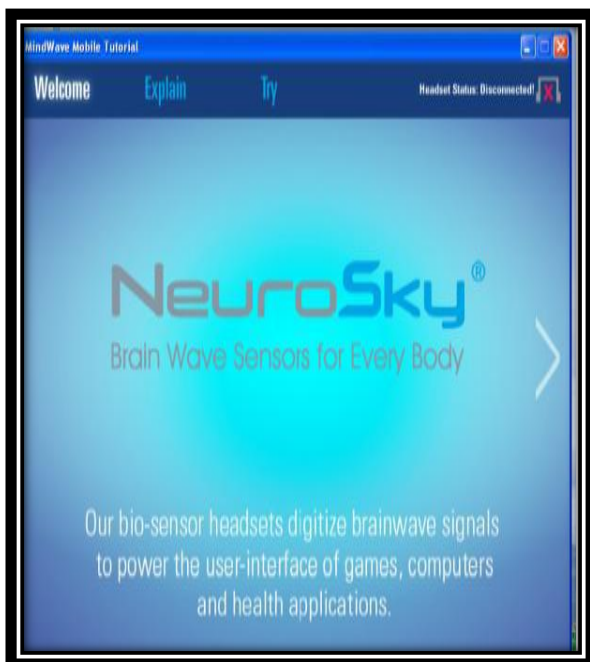 MindWave Mobile Tutorial
Welcome Explain Try Headset Status: Disconnected!
NeuroSky®
Brain Wave Sensors for Every Body
Our bio-sensor headsets digitize brainwave signals
to power the user-interface of games, computers
and health applications.